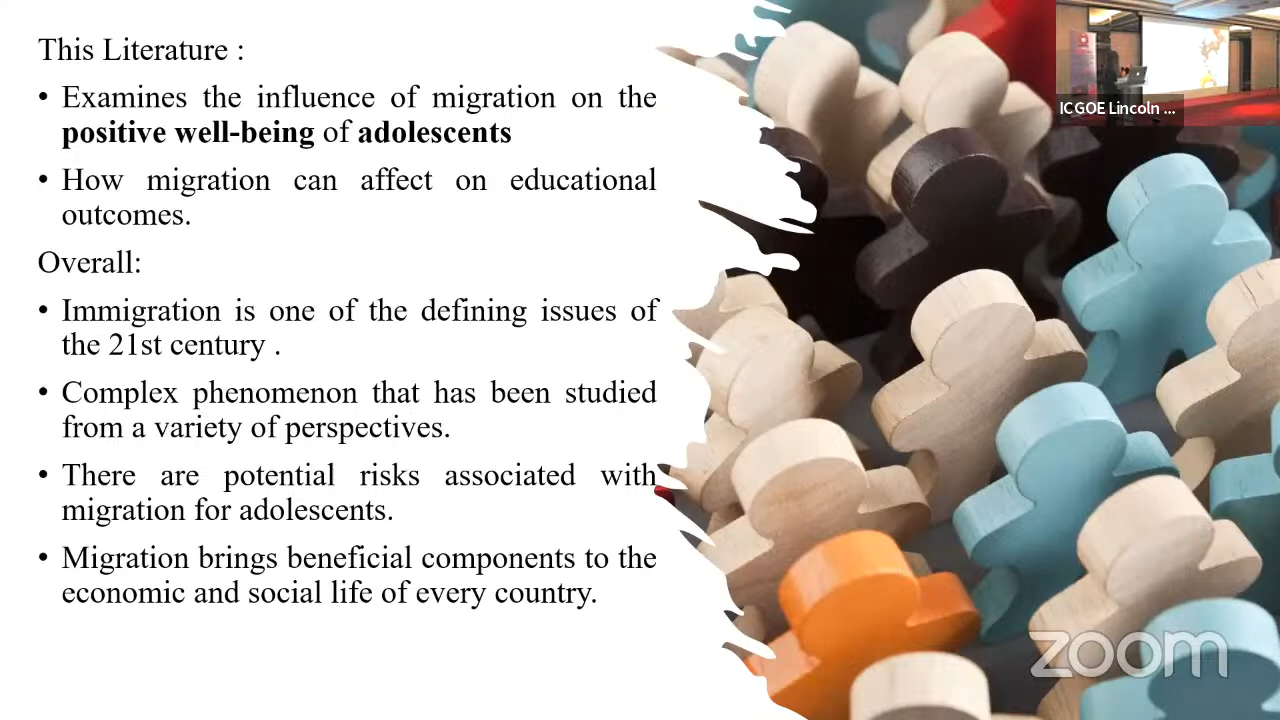 This Literature :
• Examines the influence of migration on the
positive well-being of adolescents
• How migration can affect on educational
outcomes.
Overall:
• Immigration is one of the defining issues of
the 21st century .
• Complex phenomenon that has been studied
from a variety of perspectives.
• There are potential risks associated with
migration for adolescents.
• Migration brings beneficial components to the
economic and social life of every country.
ICGOE Lincoln ...
zoom